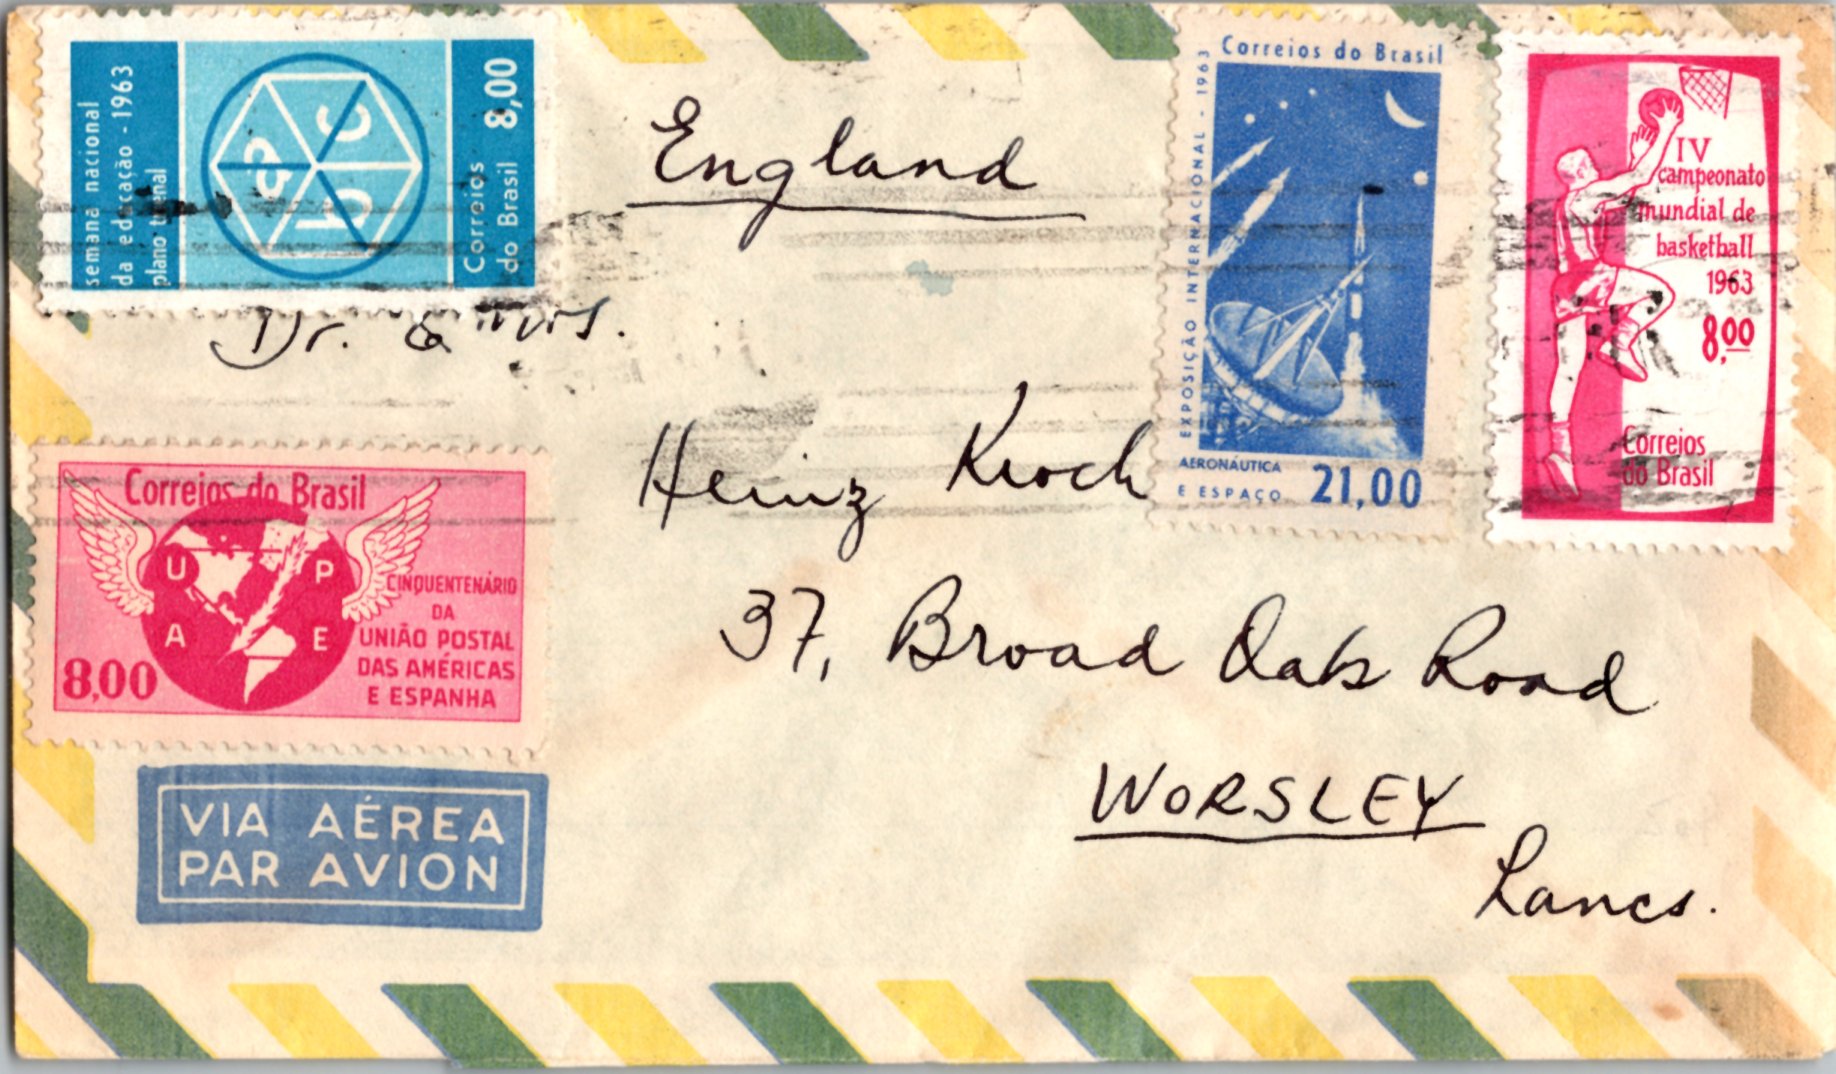 semana nacional
da educação - 1963
plano trienal
Correios
do Brasil 8,00
England
Dr. &
Heinz Kroch
37, Broad Oak Road
WORSLEY
Lancs.
Correios do Brasil
EXPOSIÇÃO INTERNACIONAL - 1963
AERONÁUTICA
E ESPAÇO 21,00
IV
campeonato
mundial de
basketball
1963
8,00
Correios
do Brasil
Correios do Brasil
U P
A E
CINQUENTENÁRIO
DA
UNIÃO POSTAL
DAS AMÉRICAS
E ESPANHA
8,00
VIA AÉREA
PAR AVION